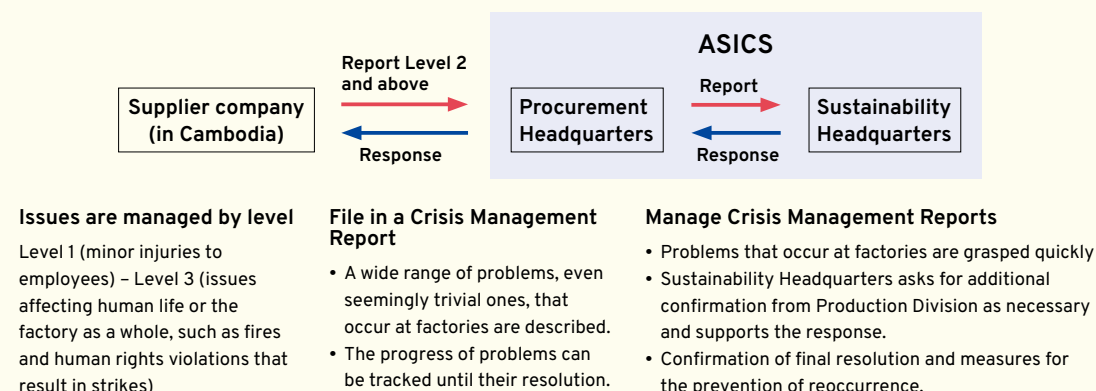 ASICS
Report Level 2
and above
Report
Supplier company
(in Cambodia)
Procurement
Headquarters
Sustainability
Headquarters
Response
Response
Issues are managed by level
Level 1 (minor injuries to
employees) – Level 3 (issues
affecting human life or the
factory as a whole, such as fires
and human rights violations that
result in strikes)
File in a Crisis Management
Report
• A wide range of problems, even
seemingly trivial ones, that
occur at factories are described.
• The progress of problems can
be tracked until their resolution.
Manage Crisis Management Reports
• Problems that occur at factories are grasped quickly
• Sustainability Headquarters asks for additional
confirmation from Production Division as necessary
and supports the response.
• Confirmation of final resolution and measures for
the prevention of reoccurrence.